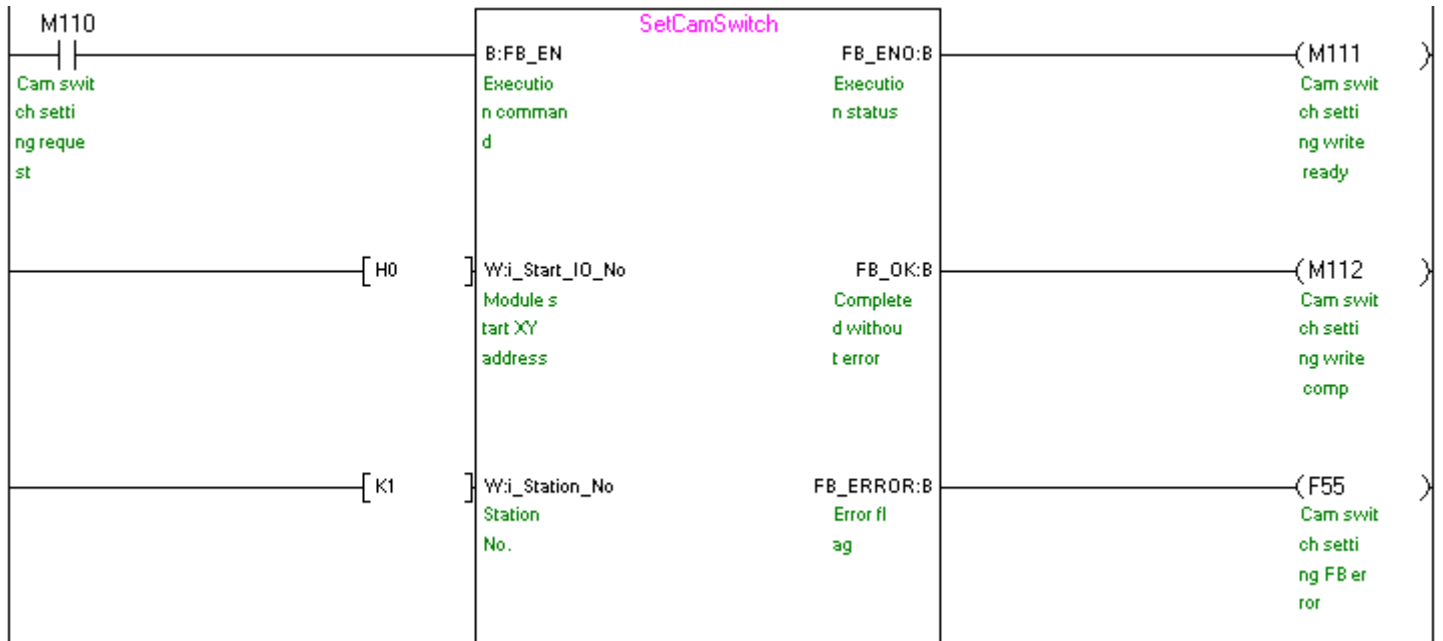 M110
SetCamSwitch
B:FB_EN
FB_ENO:B
(M111 )
Cam swit
ch setti
ng reque
st
Executio
n comman
d
Executio
n status
Cam swit
ch setti
ng write
ready
[ H0 ]
W:i_Start_IO_No
FB_OK:B
(M112 )
Module s
tart XY
address
Complete
d withou
t error
Cam swit
ch setti
ng write
comp
[ K1 ]
W:i_Station_No
FB_ERROR:B
(F55 )
Station
No.
Error fl
ag
Cam swit
ch setti
ng FB er
ror